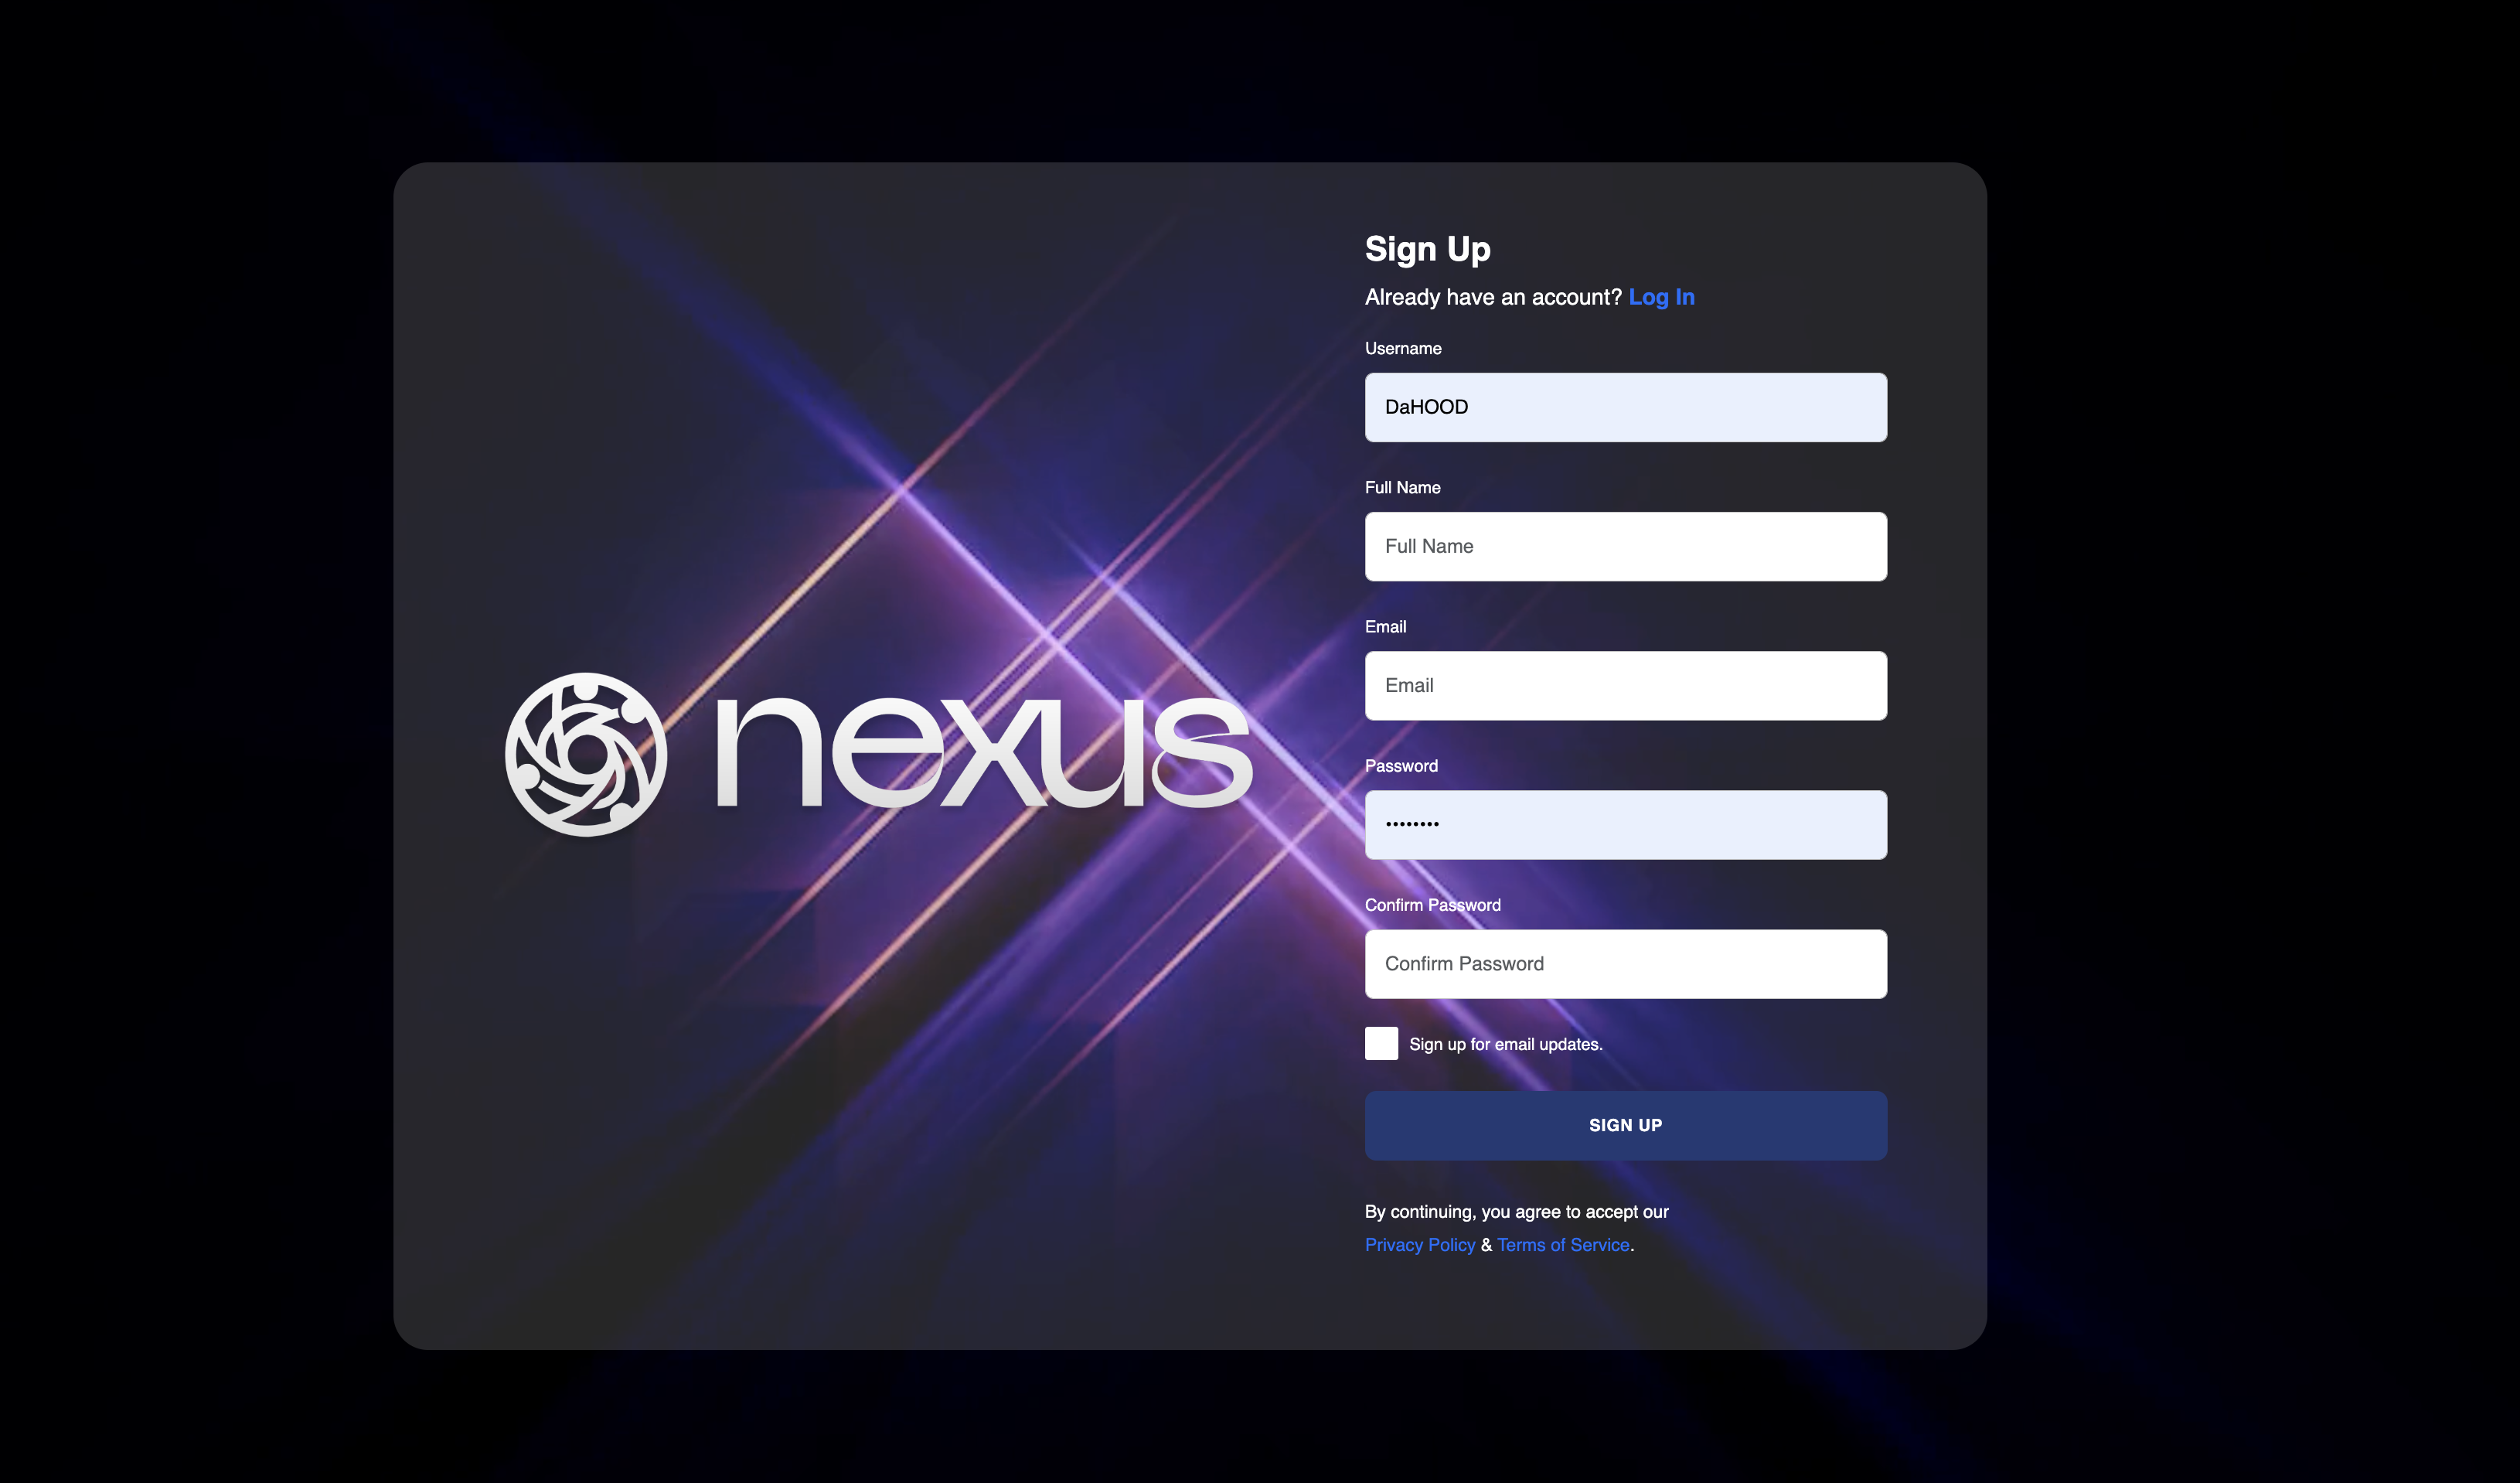 nexus
Sign Up
Already have an account? Log In
Username
DaHOOD
Full Name
Full Name
Email
Email
Password
••••••••
Confirm Password
Confirm Password
Sign up for email updates.
SIGN UP
By continuing, you agree to accept our
Privacy Policy & Terms of Service.